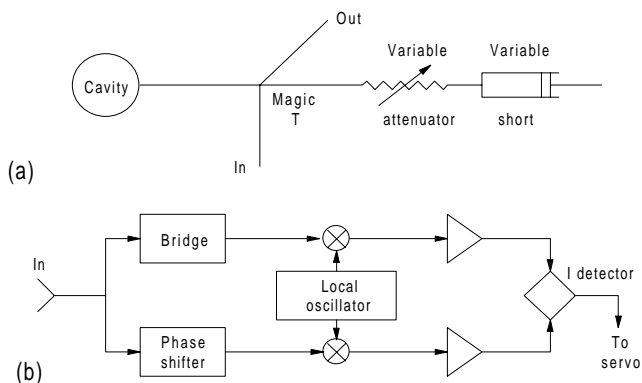 Out
Variable Variable
Cavity
Magic
T
attenuator short
In
(a)
Bridge
In
I detector
Local
oscillator
Phase
shifter
To
servo
(b)